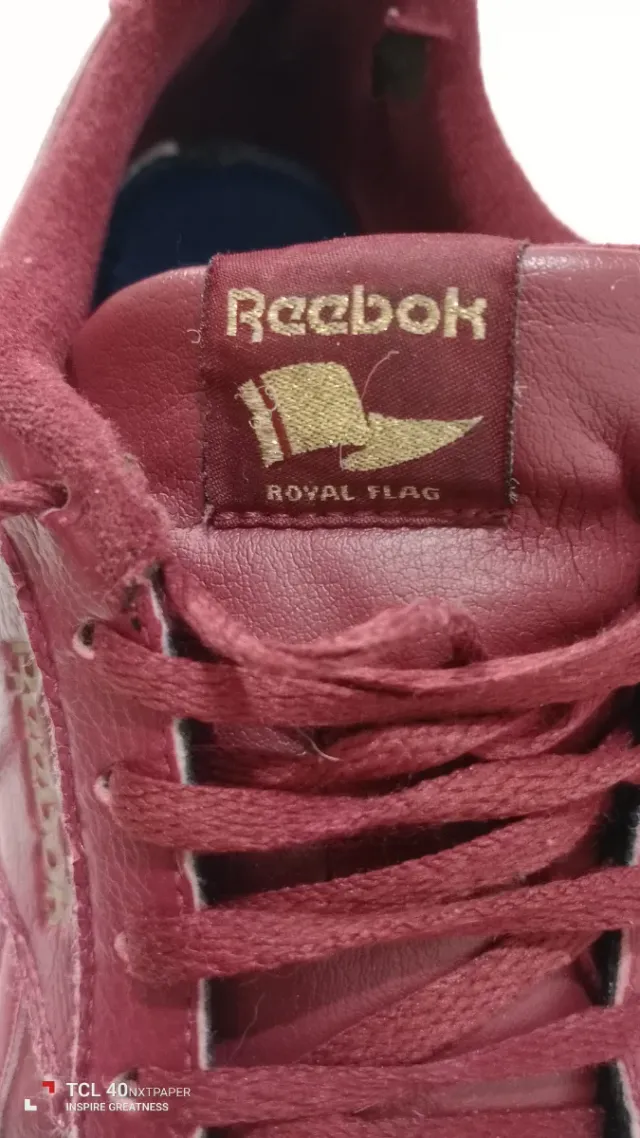 Reebok
ROYAL FLAG
TCL 40NXTPAPER
INSPIRE GREATNESS